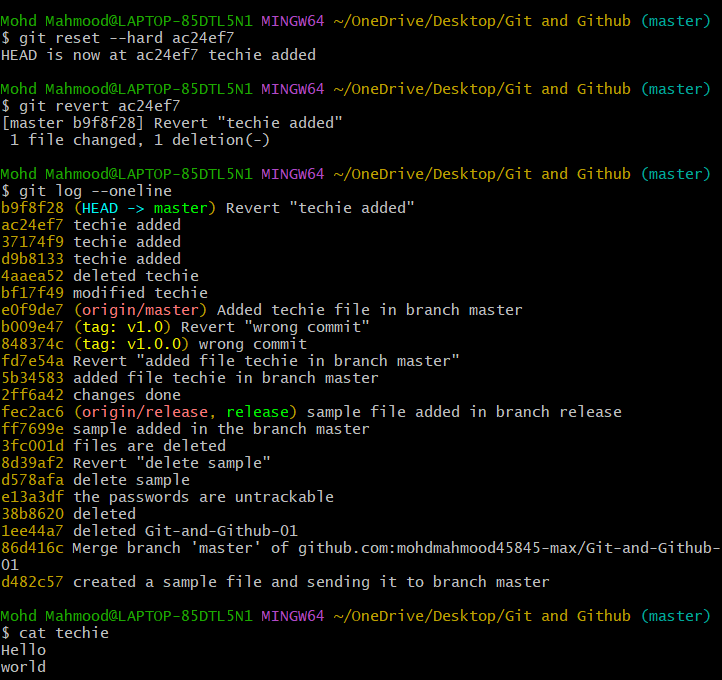 Mohd Mahmood@LAPTOP-85DTL5N1 MINGW64 ~/OneDrive/Desktop/Git and Github (master)
$ git reset --hard ac24ef7
HEAD is now at ac24ef7 techie added
Mohd Mahmood@LAPTOP-85DTL5N1 MINGW64 ~/OneDrive/Desktop/Git and Github (master)
$ git revert ac24ef7
[master b9f8f28] Revert "techie added"
 1 file changed, 1 deletion(-)
Mohd Mahmood@LAPTOP-85DTL5N1 MINGW64 ~/OneDrive/Desktop/Git and Github (master)
$ git log --oneline
b9f8f28 (HEAD -> master) Revert "techie added"
ac24ef7 techie added
37174f9 techie added
d9b8133 techie added
4aaea52 deleted techie
bf17f49 modified techie
e0f9de7 (origin/master) Added techie file in branch master
b009e47 (tag: v1.0) Revert "wrong commit"
848374c (tag: v1.0.0) wrong commit
fd7e54a Revert "added file techie in branch master"
5b34583 added file techie in branch master
2ff6a42 changes done
fec2ac6 (origin/release, release) sample file added in branch release
ff7699e sample added in the branch master
3fc001d files are deleted
8d39af2 Revert "delete sample"
d578afa delete sample
e13a3df the passwords are untrackable
38b8620 deleted
1ee44a7 deleted Git-and-Github-01
86d416c Merge branch 'master' of github.com:mohdmahmood45845-max/Git-and-Github-
01
d482c57 created a sample file and sending it to branch master
Mohd Mahmood@LAPTOP-85DTL5N1 MINGW64 ~/OneDrive/Desktop/Git and Github (master)
$ cat techie
Hello
world